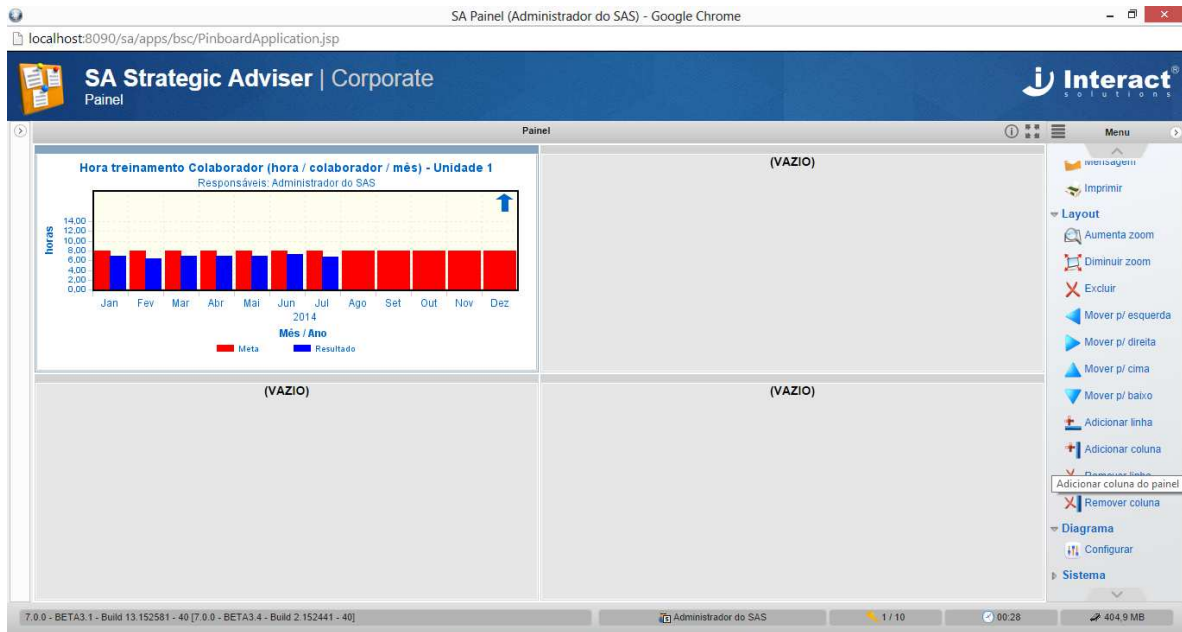 SA Painel (Administrador do SAS) - Google Chrome
localhost:8090/sa/apps/bsc/PinboardApplication.jsp
SA Strategic Adviser | Corporate
Painel
Interact®
solutions
Painel
Menu
Hora treinamento Colaborador (hora / colaborador / mês) - Unidade 1
Responsáveis: Administrador do SAS
horas
14,00
12,00
10,00
8,00
6,00
4,00
2,00
0,00
Jan Fev Mar Abr Mai Jun Jul Ago Set Out Nov Dez
2014
Mês / Ano
Meta Resultado
(VAZIO)
(VAZIO)
(VAZIO)
Mensagem
Imprimir
Layout
Aumenta zoom
Diminuir zoom
Excluir
Mover p/ esquerda
Mover p/ direita
Mover p/ cima
Mover p/ baixo
Adicionar linha
Adicionar coluna
Remover linha
Adicionar coluna do painel
Remover coluna
Diagrama
Configurar
Sistema
7.0.0 - BETA3.1 - Build 13.152581 - 40 [7.0.0 - BETA3.4 - Build 2.152441 - 40]
Administrador do SAS
1 / 10
00:28
404,9 MB